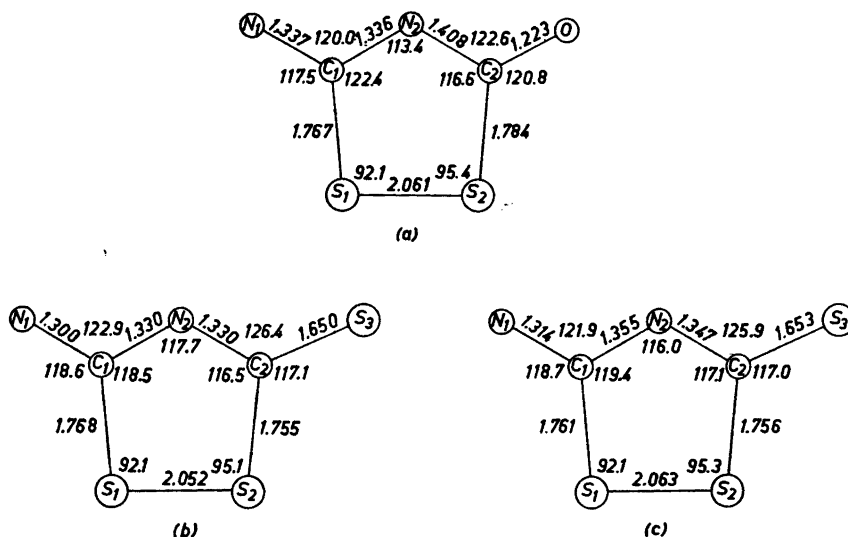 N1 1.337 120.0 1.336 N2 1.408 122.6 1.223 O
113.4
117.5 C1 122.4 116.6 C2 120.8
1.767 1.784
92.1 95.4
S1 2.061 S2
(a)
N1 1.300 122.9 1.330 N2 1.330 126.4 1.650 S3
117.7
118.6 C1 118.5 116.5 C2 117.1
1.768 1.755
92.1 95.1
S1 2.052 S2
(b)
N1 1.314 121.9 1.355 N2 1.347 125.9 1.653 S3
116.0
118.7 C1 119.4 117.1 C2 117.0
1.761 1.756
92.1 95.3
S1 2.063 S2
(c)